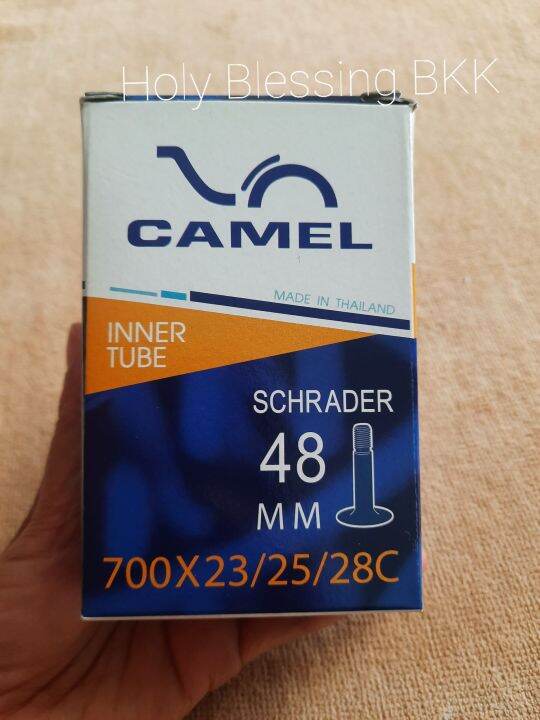 Holy Blessing BKK
CAMEL
MADE IN THAILAND
INNER
TUBE
SCHRADER
48
MM
700X23/25/28C